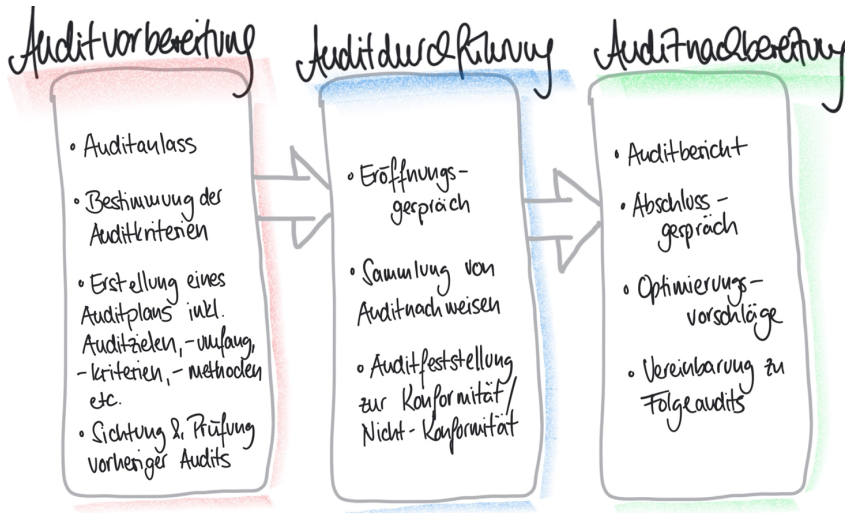 Auditvorbereitung
• Auditanlass
• Bestimmung der
Auditkriterien
• Erstellung eines
Auditplans inkl.
Auditzielen, -umfang,
-kriterien, - methoden
etc.
• Sichtung & Prüfung
vorheriger Audits
Auditdurchführung
• Eröffnungs-
gespräch
• Sammlung von
Auditnachweisen
• Auditfeststellung
zur Konformität/
Nicht-Konformität
Auditnachbereitung
• Auditbericht
• Abschluss-
gespräch
• Optimierungs-
vorschläge
• Vereinbarung zu
Folgeaudits